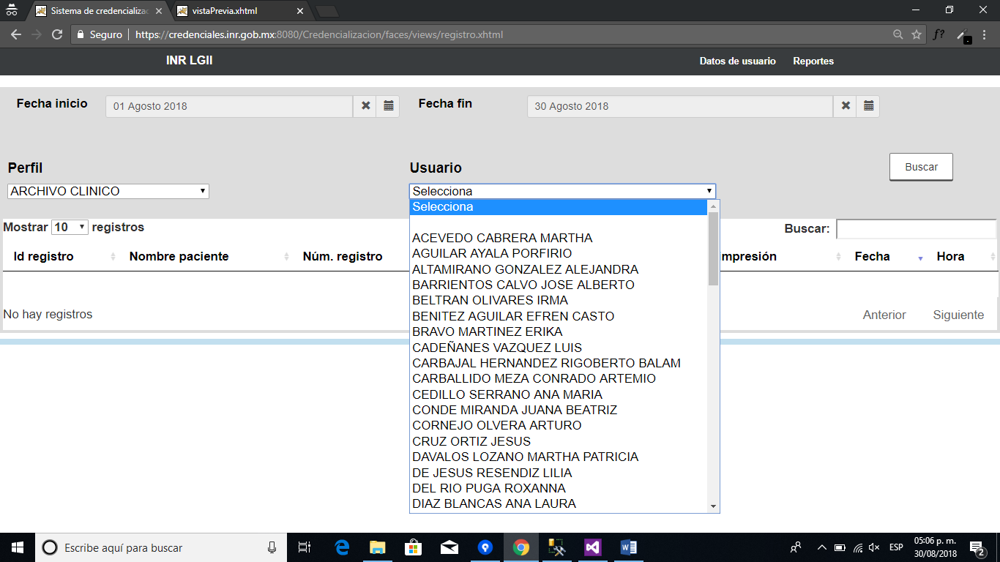 Sistema de credencializac
vistaPrevia.xhtml
Seguro
https://credenciales.inr.gob.mx:8080/Credencializacion/faces/views/registro.xhtml
f?
INR LGII
Datos de usuario
Reportes
Fecha inicio
01 Agosto 2018
Fecha fin
30 Agosto 2018
Perfil
Usuario
Buscar
ARCHIVO CLINICO
Selecciona
Selecciona
Mostrar 10 registros
Buscar:
ACEVEDO CABRERA MARTHA
AGUILAR AYALA PORFIRIO
Id registro
Nombre paciente
Núm. registro
impresión
Fecha
Hora
ALTAMIRANO GONZALEZ ALEJANDRA
BARRIENTOS CALVO JOSE ALBERTO
BELTRAN OLIVARES IRMA
No hay registros
BENITEZ AGUILAR EFREN CASTO
Anterior
Siguiente
BRAVO MARTINEZ ERIKA
CADEÑANES VAZQUEZ LUIS
CARBAJAL HERNANDEZ RIGOBERTO BALAM
CARBALLIDO MEZA CONRADO ARTEMIO
CEDILLO SERRANO ANA MARIA
CONDE MIRANDA JUANA BEATRIZ
CORNEJO OLVERA ARTURO
CRUZ ORTIZ JESUS
DAVALOS LOZANO MARTHA PATRICIA
DE JESUS RESENDIZ LILIA
DEL RIO PUGA ROXANNA
DIAZ BLANCAS ANA LAURA
Escribe aquí para buscar
ESP
05:06 p. m.
30/08/2018
2